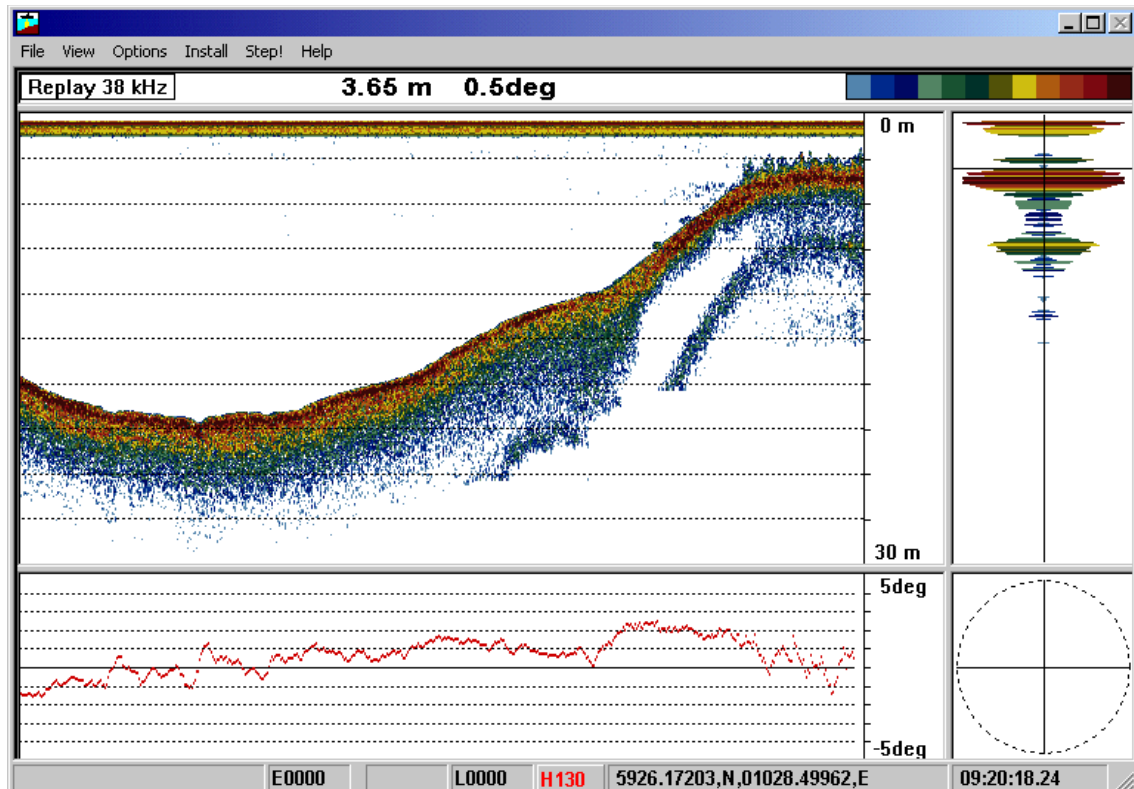 File View Options Install Step! Help
Replay 38 kHz 3.65 m 0.5deg
0 m
30 m
5deg
-5deg
E0000 L0000 H130 5926.17203,N,01028.49962,E 09:20:18.24